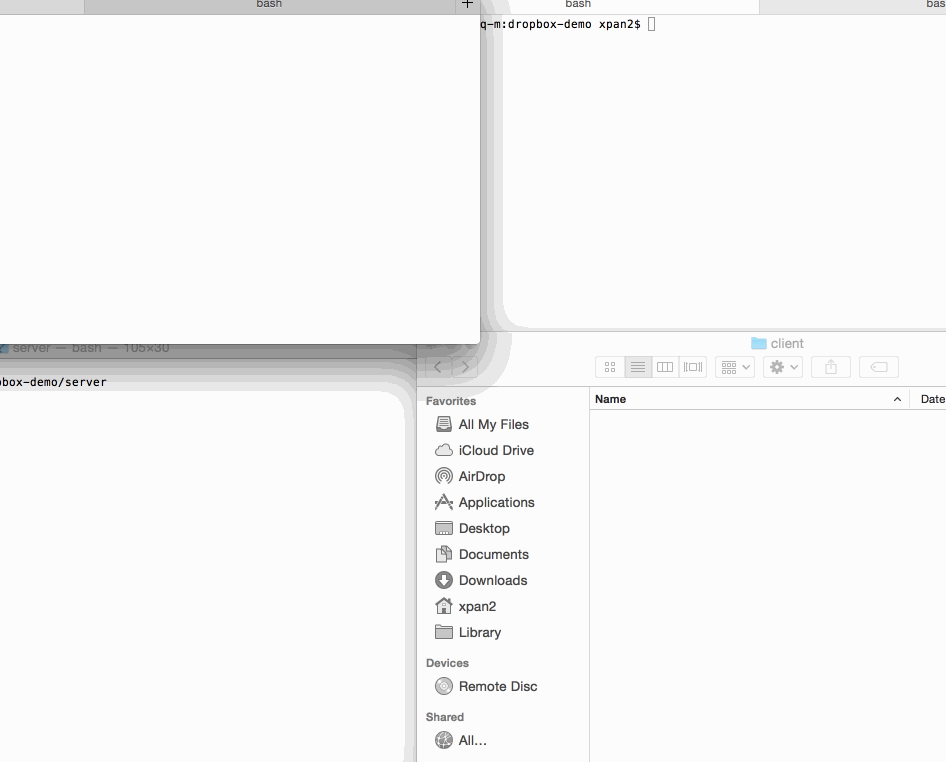 bash
bash
bas
q-m:dropbox-demo xpan2$
server — bash — 105×30
box-demo/server
client
Favorites
All My Files
iCloud Drive
AirDrop
Applications
Desktop
Documents
Downloads
xpan2
Library
Devices
Remote Disc
Shared
All...
Name
Date